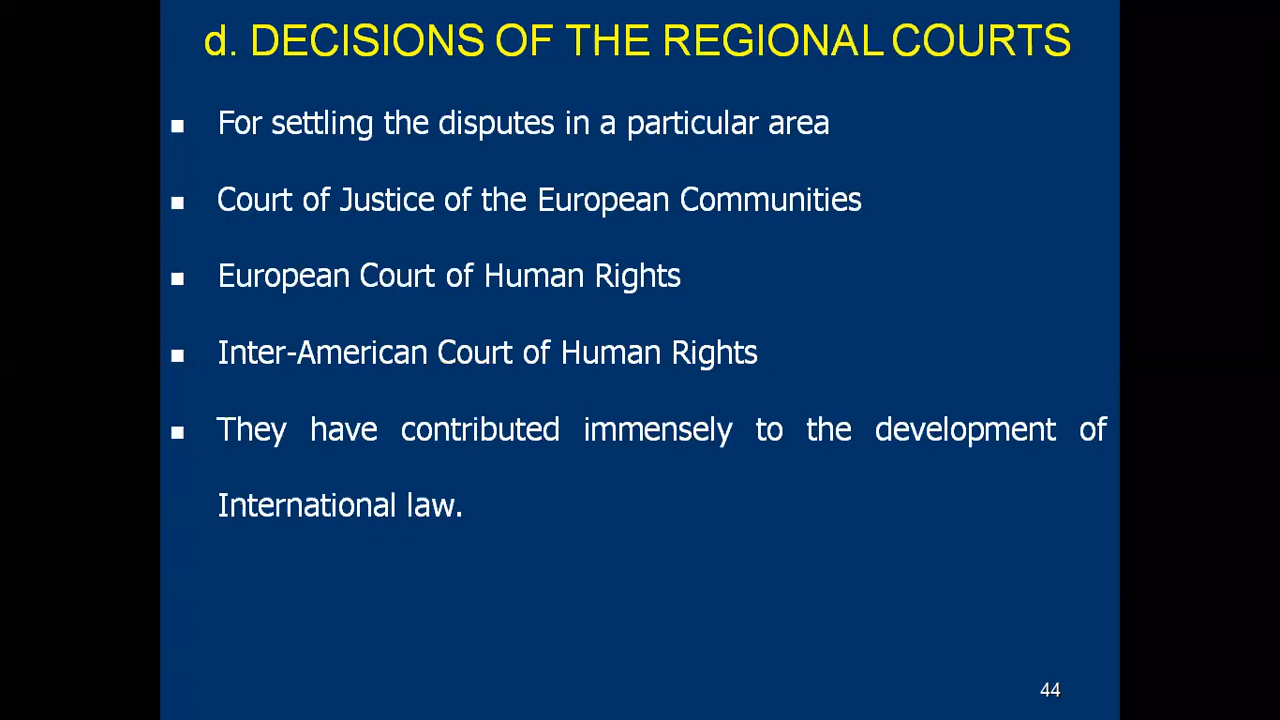 d. DECISIONS OF THE REGIONAL COURTS
For settling the disputes in a particular area
Court of Justice of the European Communities
European Court of Human Rights
Inter-American Court of Human Rights
They have contributed immensely to the development of
International law.
44